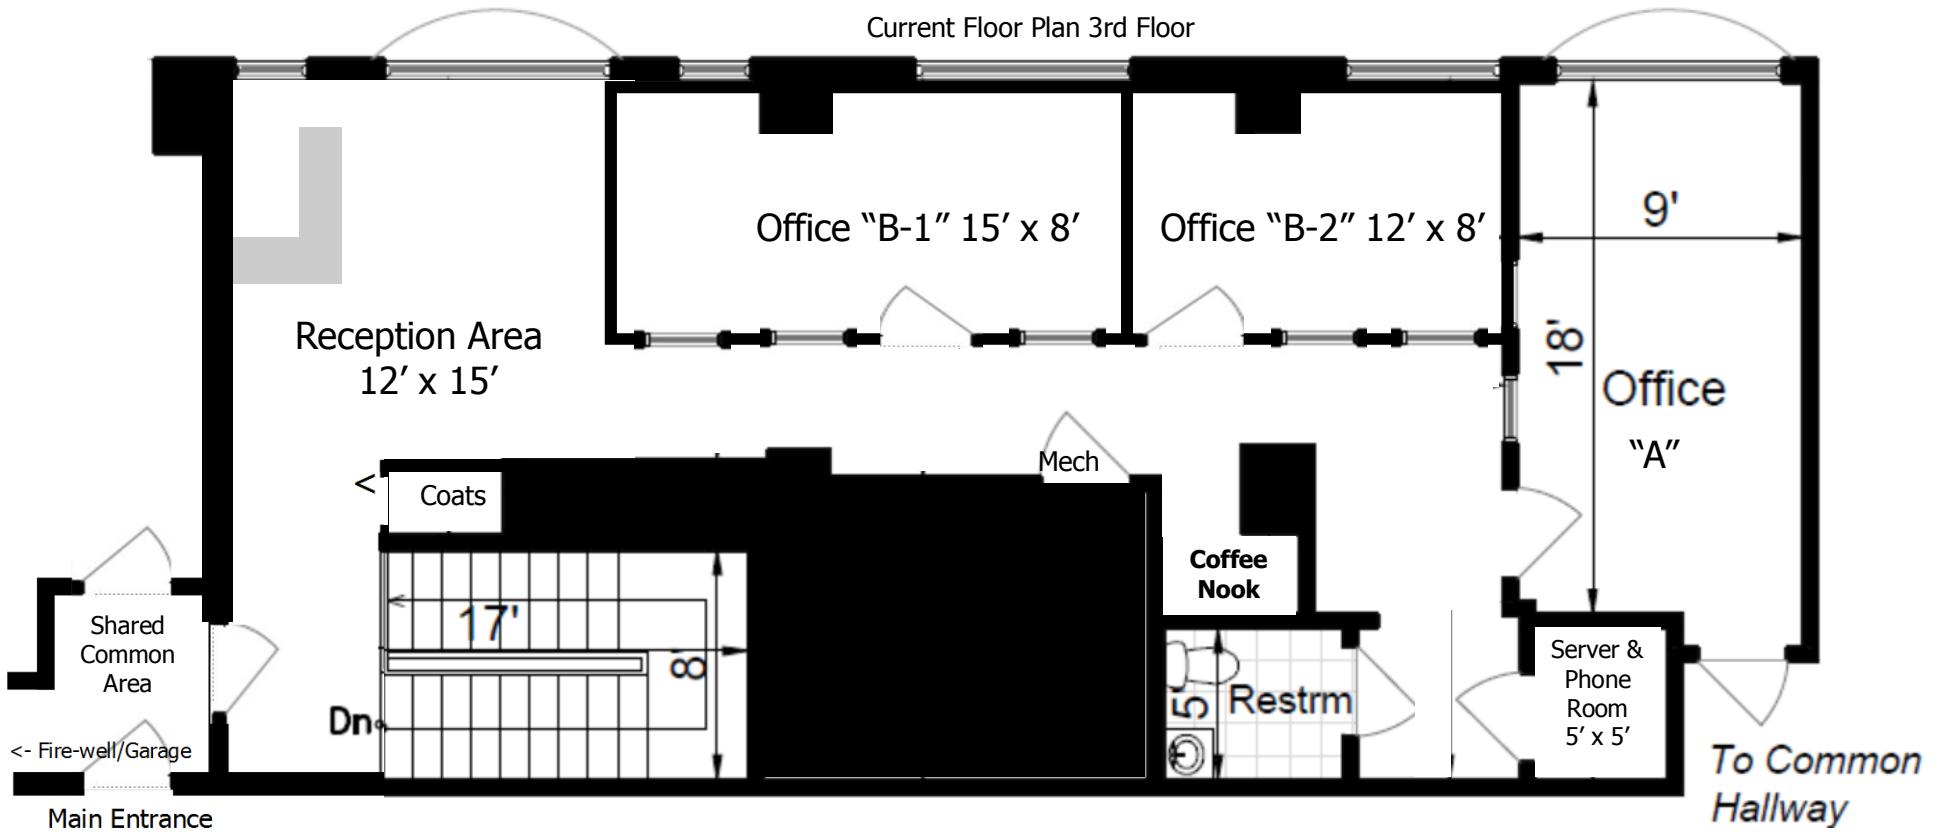 Current Floor Plan 3rd Floor
Office “B-1” 15’ x 8’
Office “B-2” 12’ x 8’
9'
18'
Office
“A”
Reception Area
12’ x 15’
Mech
<
Coats
Coffee
Nook
Shared
Common
Area
17'
8'
Dn
5'
Restrm
Server &
Phone
Room
5’ x 5’
<- Fire-well/Garage
Main Entrance
To Common
Hallway